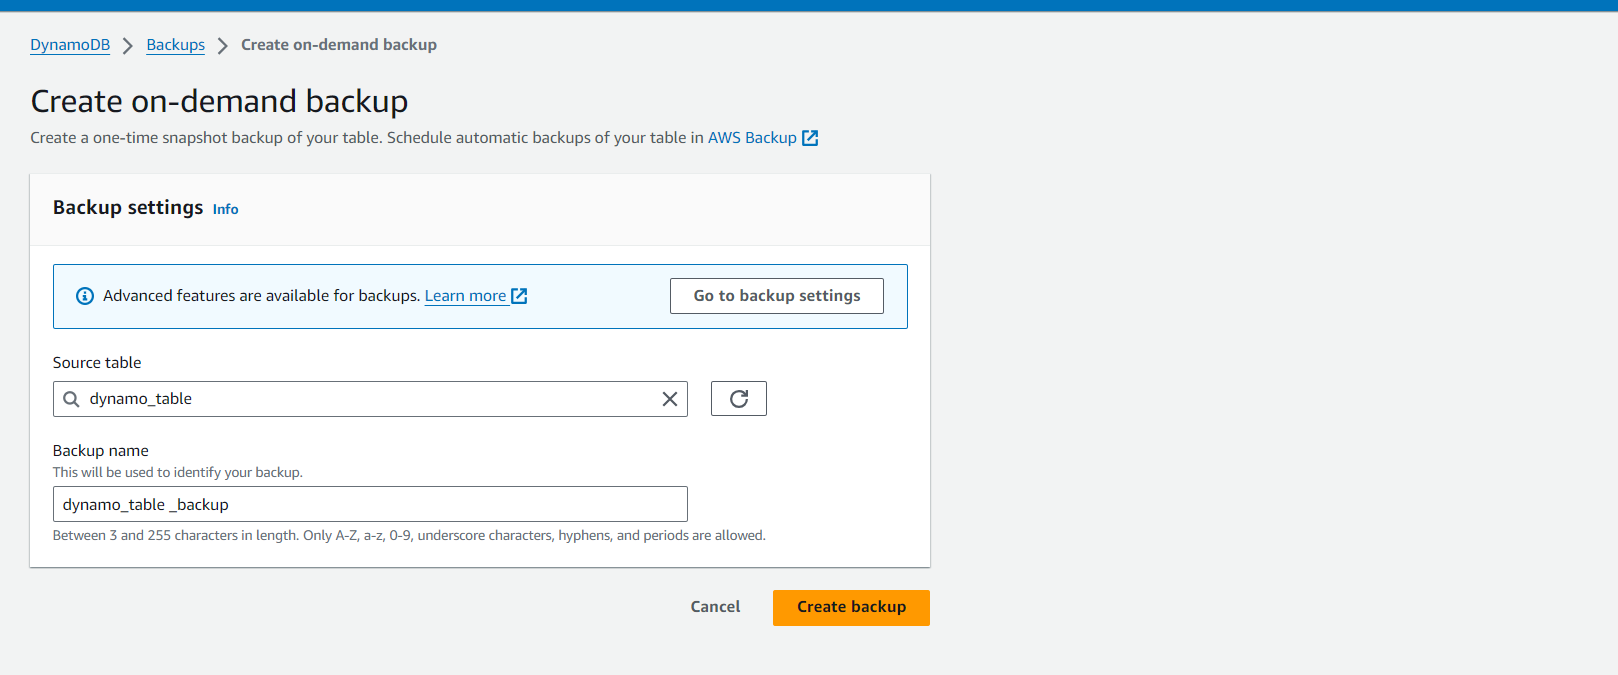 DynamoDB > Backups > Create on-demand backup
Create on-demand backup
Create a one-time snapshot backup of your table. Schedule automatic backups of your table in AWS Backup
Backup settings Info
Advanced features are available for backups. Learn more Go to backup settings
Source table
dynamo_table
Backup name
This will be used to identify your backup.
dynamo_table _backup
Between 3 and 255 characters in length. Only A-Z, a-z, 0-9, underscore characters, hyphens, and periods are allowed.
Cancel Create backup